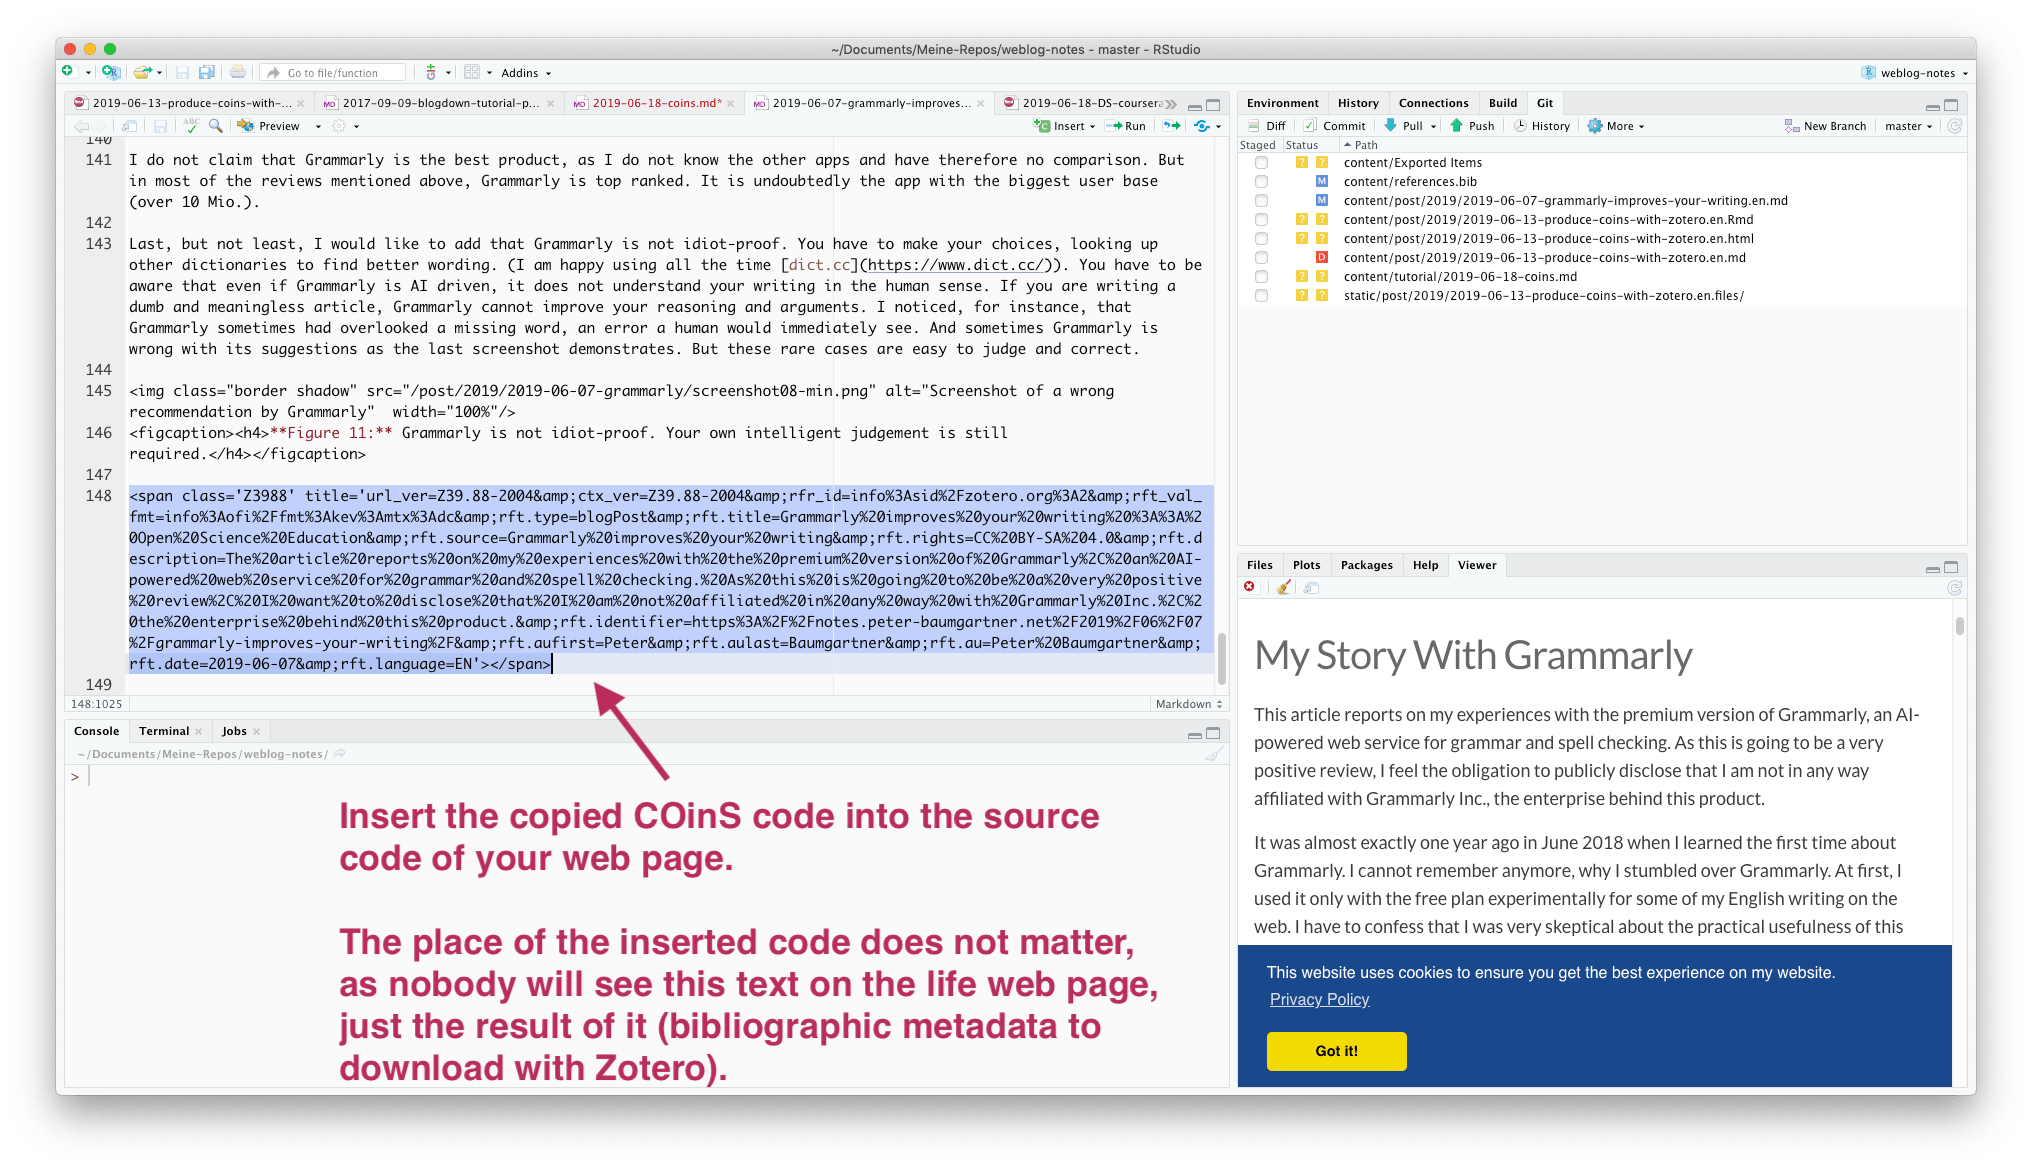 ~/Documents/Meine-Repos/weblog-notes - master - RStudio
Go to file/function
Addins
weblog-notes
2019-06-13-produce-coins-with-...
2017-09-09-blogdown-tutorial-p...
2019-06-18-coins.md*
2019-06-07-grammarly-improves...
2019-06-18-DS-coursera
ABC
Preview
Insert
Run
140
141 I do not claim that Grammarly is the best product, as I do not know the other apps and have therefore no comparison. But
in most of the reviews mentioned above, Grammarly is top ranked. It is undoubtedly the app with the biggest user base
(over 10 Mio.).
142
143 Last, but not least, I would like to add that Grammarly is not idiot-proof. You have to make your choices, looking up
other dictionaries to find better wording. (I am happy using all the time [dict.cc](https://www.dict.cc/)). You have to be
aware that even if Grammarly is AI driven, it does not understand your writing in the human sense. If you are writing a
dumb and meaningless article, Grammarly cannot improve your reasoning and arguments. I noticed, for instance, that
Grammarly sometimes had overlooked a missing word, an error a human would immediately see. And sometimes Grammarly is
wrong with its suggestions as the last screenshot demonstrates. But these rare cases are easy to judge and correct.
144
145 <img class="border shadow" src="/post/2019/2019-06-07-grammarly/screenshot08-min.png" alt="Screenshot of a wrong
recommendation by Grammarly"  width="100%"/>
146 <figcaption><h4>**Figure 11:** Grammarly is not idiot-proof. Your own intelligent judgement is still
required.</h4></figcaption>
147
148 <span class='Z3988' title='url_ver=Z39.88-2004&amp;ctx_ver=Z39.88-2004&amp;rfr_id=info%3Asid%2Fzotero.org%3A2&amp;rft_val_
fmt=info%3Aofi%2Ffmt%3Akev%3Amtx%3Adc&amp;rft.type=blogPost&amp;rft.title=Grammarly%20improves%20your%20writing%20%3A%3A%2
0Open%20Science%20Education&amp;rft.source=Grammarly%20improves%20your%20writing&amp;rft.rights=CC%20BY-SA%204.0&amp;rft.d
escription=The%20article%20reports%20on%20my%20experiences%20with%20the%20premium%20version%20of%20Grammarly%2C%20an%20AI-
powered%20web%20service%20for%20grammar%20and%20spell%20checking.%20As%20this%20is%20going%20to%20be%20a%20very%20positive
%20review%2C%20I%20want%20to%20disclose%20that%20I%20am%20not%20affiliated%20in%20any%20way%20with%20Grammarly%20Inc.%2C%2
0the%20enterprise%20behind%20this%20product.&amp;rft.identifier=https%3A%2F%2Fnotes.peter-baumgartner.net%2F2019%2F06%2F07
%2Fgrammarly-improves-your-writing%2F&amp;rft.aufirst=Peter&amp;rft.aulast=Baumgartner&amp;rft.au=Peter%20Baumgartner&amp;
rft.date=2019-06-07&amp;rft.language=EN'></span>
149
148:1025
Markdown
Console
Terminal
Jobs
~/Documents/Meine-Repos/weblog-notes/
>
Insert the copied COinS code into the source
code of your web page.
The place of the inserted code does not matter,
as nobody will see this text on the life web page,
just the result of it (bibliographic metadata to
download with Zotero).
Environment
History
Connections
Build
Git
Diff
Commit
Pull
Push
History
More
New Branch
master
Staged
Status
Path
? ? content/Exported Items
M content/references.bib
M content/post/2019/2019-06-07-grammarly-improves-your-writing.en.md
? ? content/post/2019/2019-06-13-produce-coins-with-zotero.en.Rmd
? ? content/post/2019/2019-06-13-produce-coins-with-zotero.en.html
D content/post/2019/2019-06-13-produce-coins-with-zotero.en.md
? ? content/tutorial/2019-06-18-coins.md
? ? static/post/2019/2019-06-13-produce-coins-with-zotero.en.files/
Files
Plots
Packages
Help
Viewer
My Story With Grammarly
This article reports on my experiences with the premium version of Grammarly, an AI-
powered web service for grammar and spell checking. As this is going to be a very
positive review, I feel the obligation to publicly disclose that I am not in any way
affiliated with Grammarly Inc., the enterprise behind this product.
It was almost exactly one year ago in June 2018 when I learned the first time about
Grammarly. I cannot remember anymore, why I stumbled over Grammarly. At first, I
used it only with the free plan experimentally for some of my English writing on the
web. I have to confess that I was very skeptical about the practical usefulness of this
This website uses cookies to ensure you get the best experience on my website.
Privacy Policy
Got it!